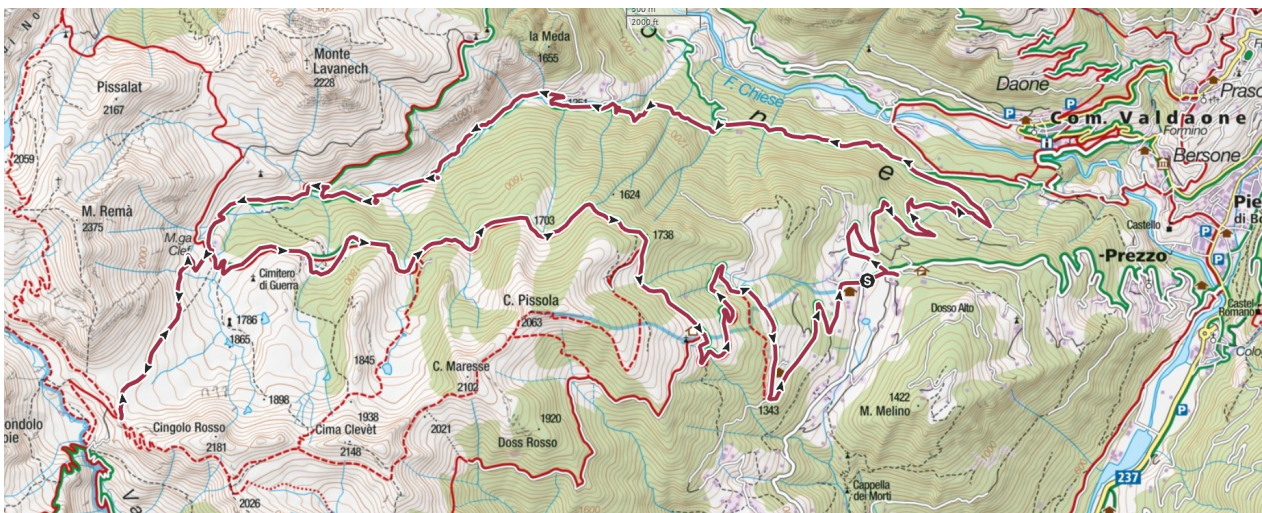 500 m
2000 ft
la Meda
1655
Monte
Lavanech
2228
Pissalat
2167
F. Chiese
Daone
P
P
Com. Valdaone
Formino
Bersone
1600
1000
2059
1624
M. Remà
2375
1703
1738
M.ga
Clef
Cimitero
di Guerra
Castello
-Prezzo
P
P
S
C. Pissola
2063
Dosso Alto
1786
1865
1845
C. Maresse
2102
1898
1938
Cima Clevèt
2148
2021
1920
Doss Rosso
1343
1422
M. Melino
Cingolo Rosso
2181
2026
Castel
Romano
P
237
Cappella
dei Morti